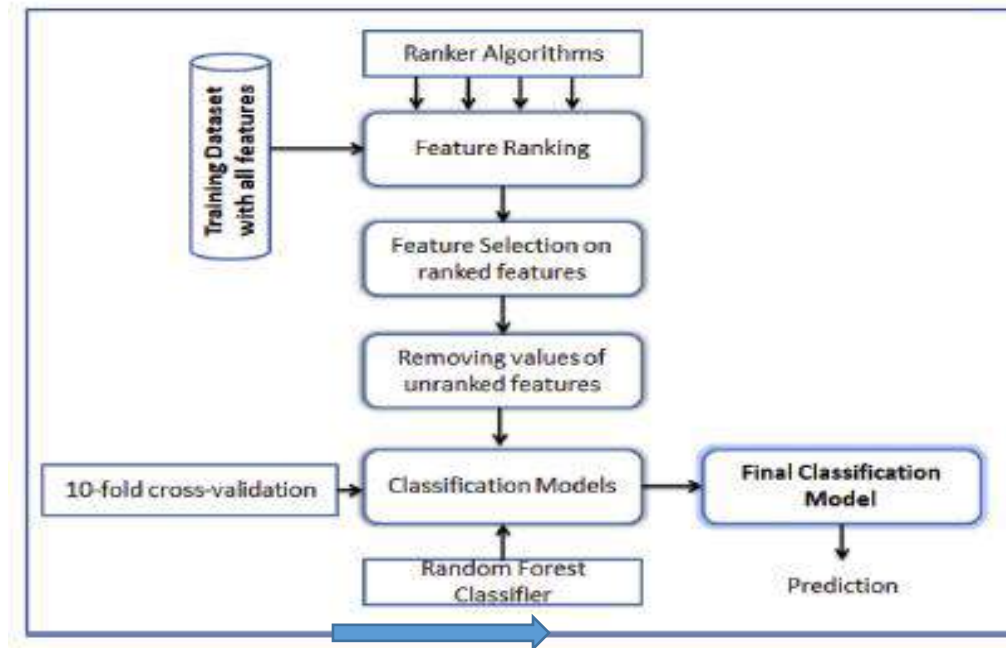 Ranker Algorithms
Training Dataset
with all features
Feature Ranking
Feature Selection on
ranked features
Removing values of
unranked features
10-fold cross-validation
Classification Models
Final Classification
Model
Random Forest
Classifier
Prediction